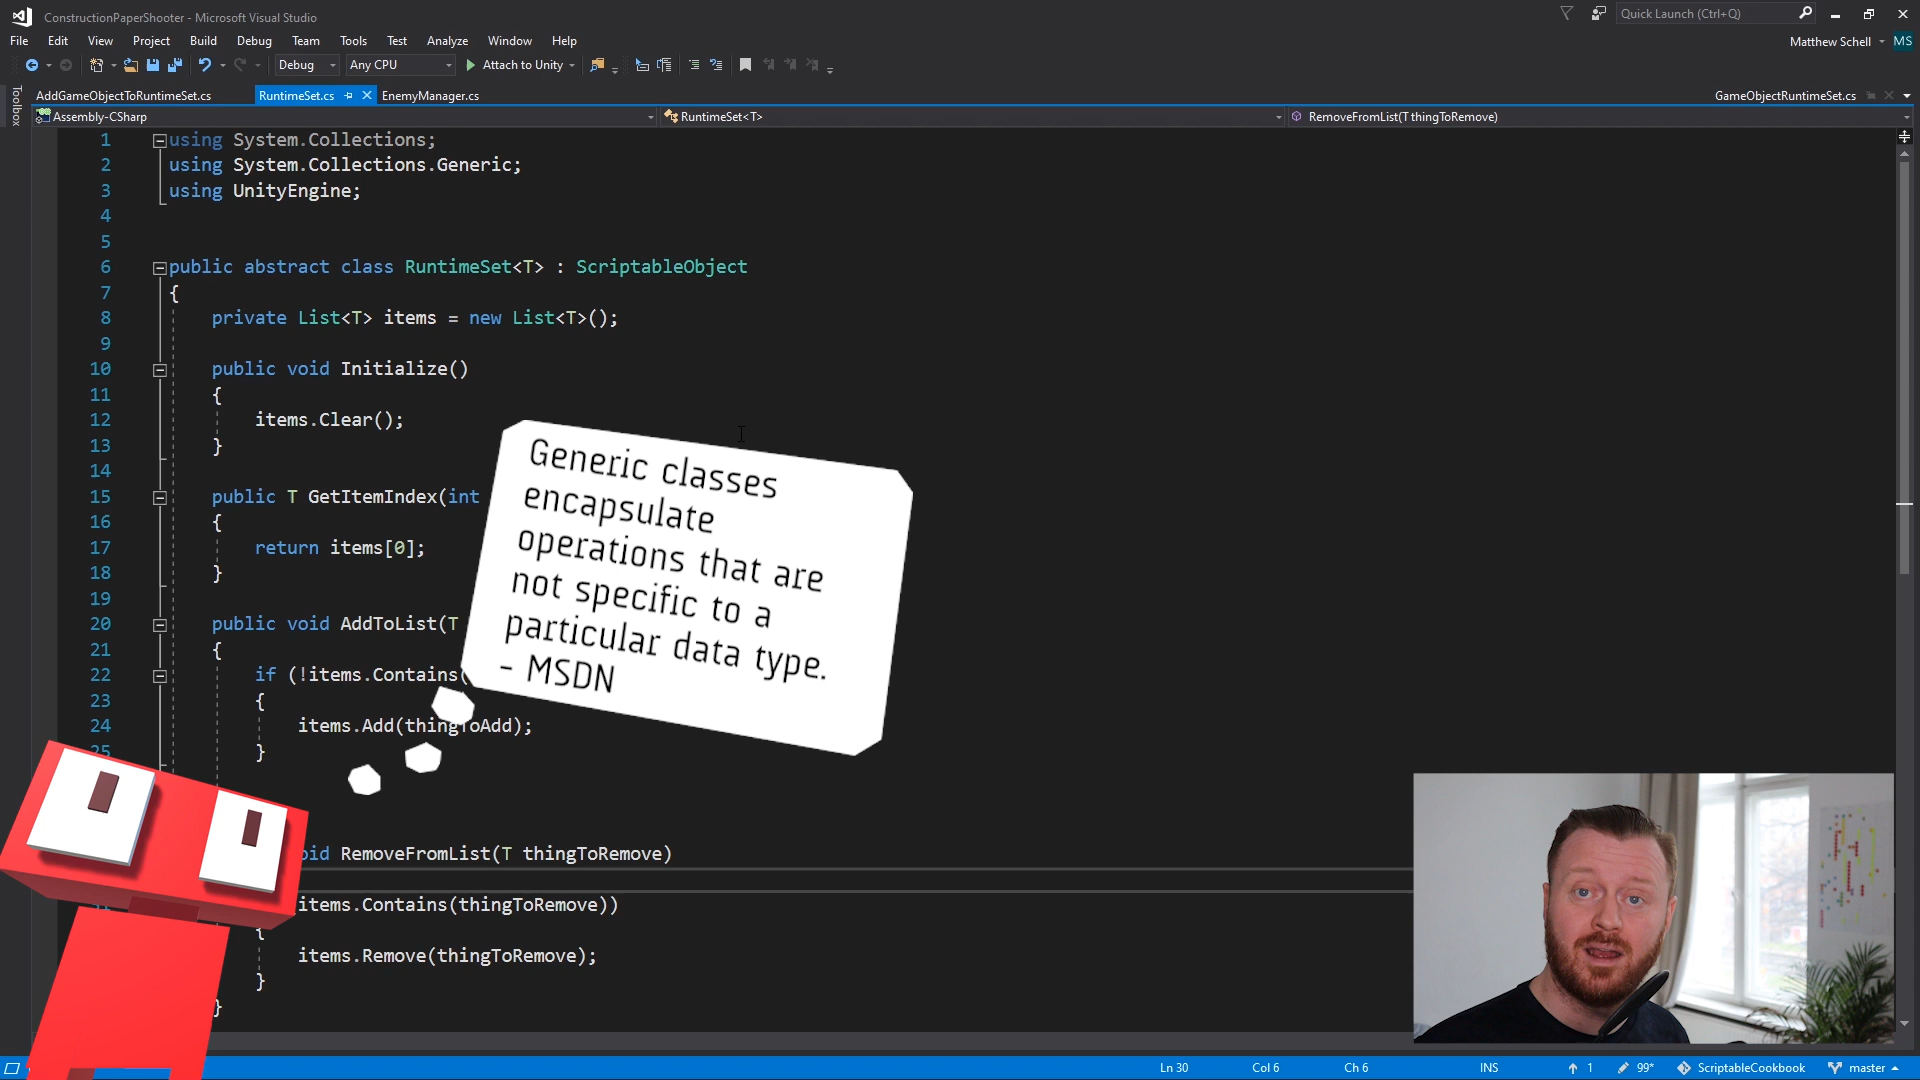 ConstructionPaperShooter - Microsoft Visual Studio
Quick Launch (Ctrl+Q)
File Edit View Project Build Debug Team Tools Test Analyze Window Help
Matthew Schell MS
Debug Any CPU Attach to Unity
Toolbox
AddGameObjectToRuntimeSet.cs RuntimeSet.cs EnemyManager.cs GameObjectRuntimeSet.cs
Assembly-CSharp RuntimeSet<T> RemoveFromList(T thingToRemove)
1 using System.Collections;
2 using System.Collections.Generic;
3 using UnityEngine;
4
5
6 public abstract class RuntimeSet<T> : ScriptableObject
7 {
8 private List<T> items = new List<T>();
9
10 public void Initialize()
11 {
12 items.Clear();
13 }
14
15 public T GetItemIndex(int
16 {
17 return items[0];
18 }
19
20 public void AddToList(T
21 {
22 if (!items.Contains(
23 {
24 items.Add(thingToAdd);
25 }
void RemoveFromList(T thingToRemove)
items.Contains(thingToRemove))
{
items.Remove(thingToRemove);
}
}
Generic classes
encapsulate
operations that are
not specific to a
particular data type.
- MSDN
Ln 30 Col 6 Ch 6 INS 1 99* ScriptableCookbook master